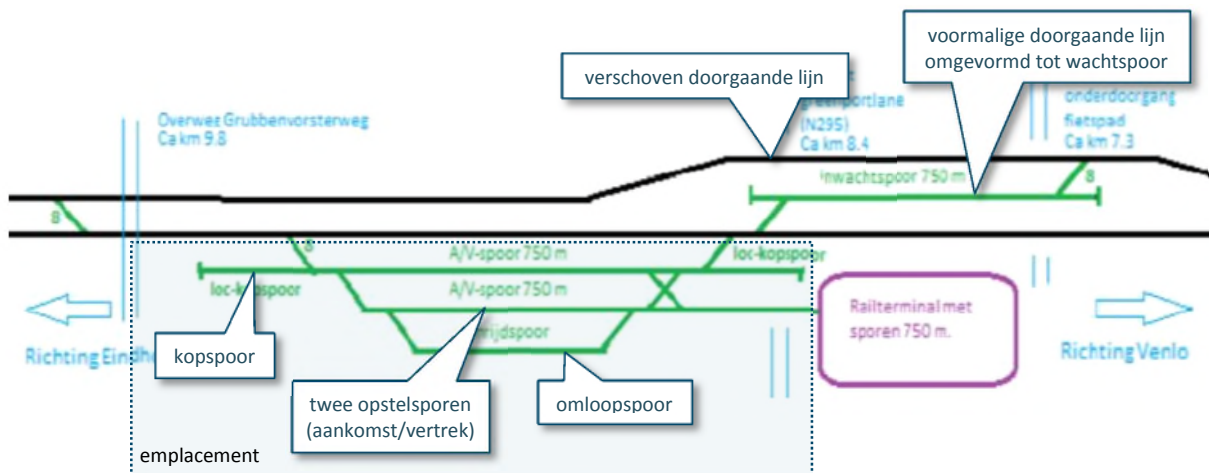 voormalige doorgaande lijn
omgevormd tot wachtspoor
verschoven doorgaande lijn
greenportlane
(N295)
Ca km 8.4
onderdoorgang
fietspad
Ca km 7.3
Overweg Grubbenvorsterweg
Ca km 9.8
inwachtspoor 750 m
8
8
8
A/V-spoor 750 m
loc-kopspoor
loc-kopspoor
A/V-spoor 750 m
Railterminal met
sporen 750 m.
Richting
Richting Venlo
kopspoor
twee opstelsporen
(aankomst/vertrek)
omloopspoor
emplacement